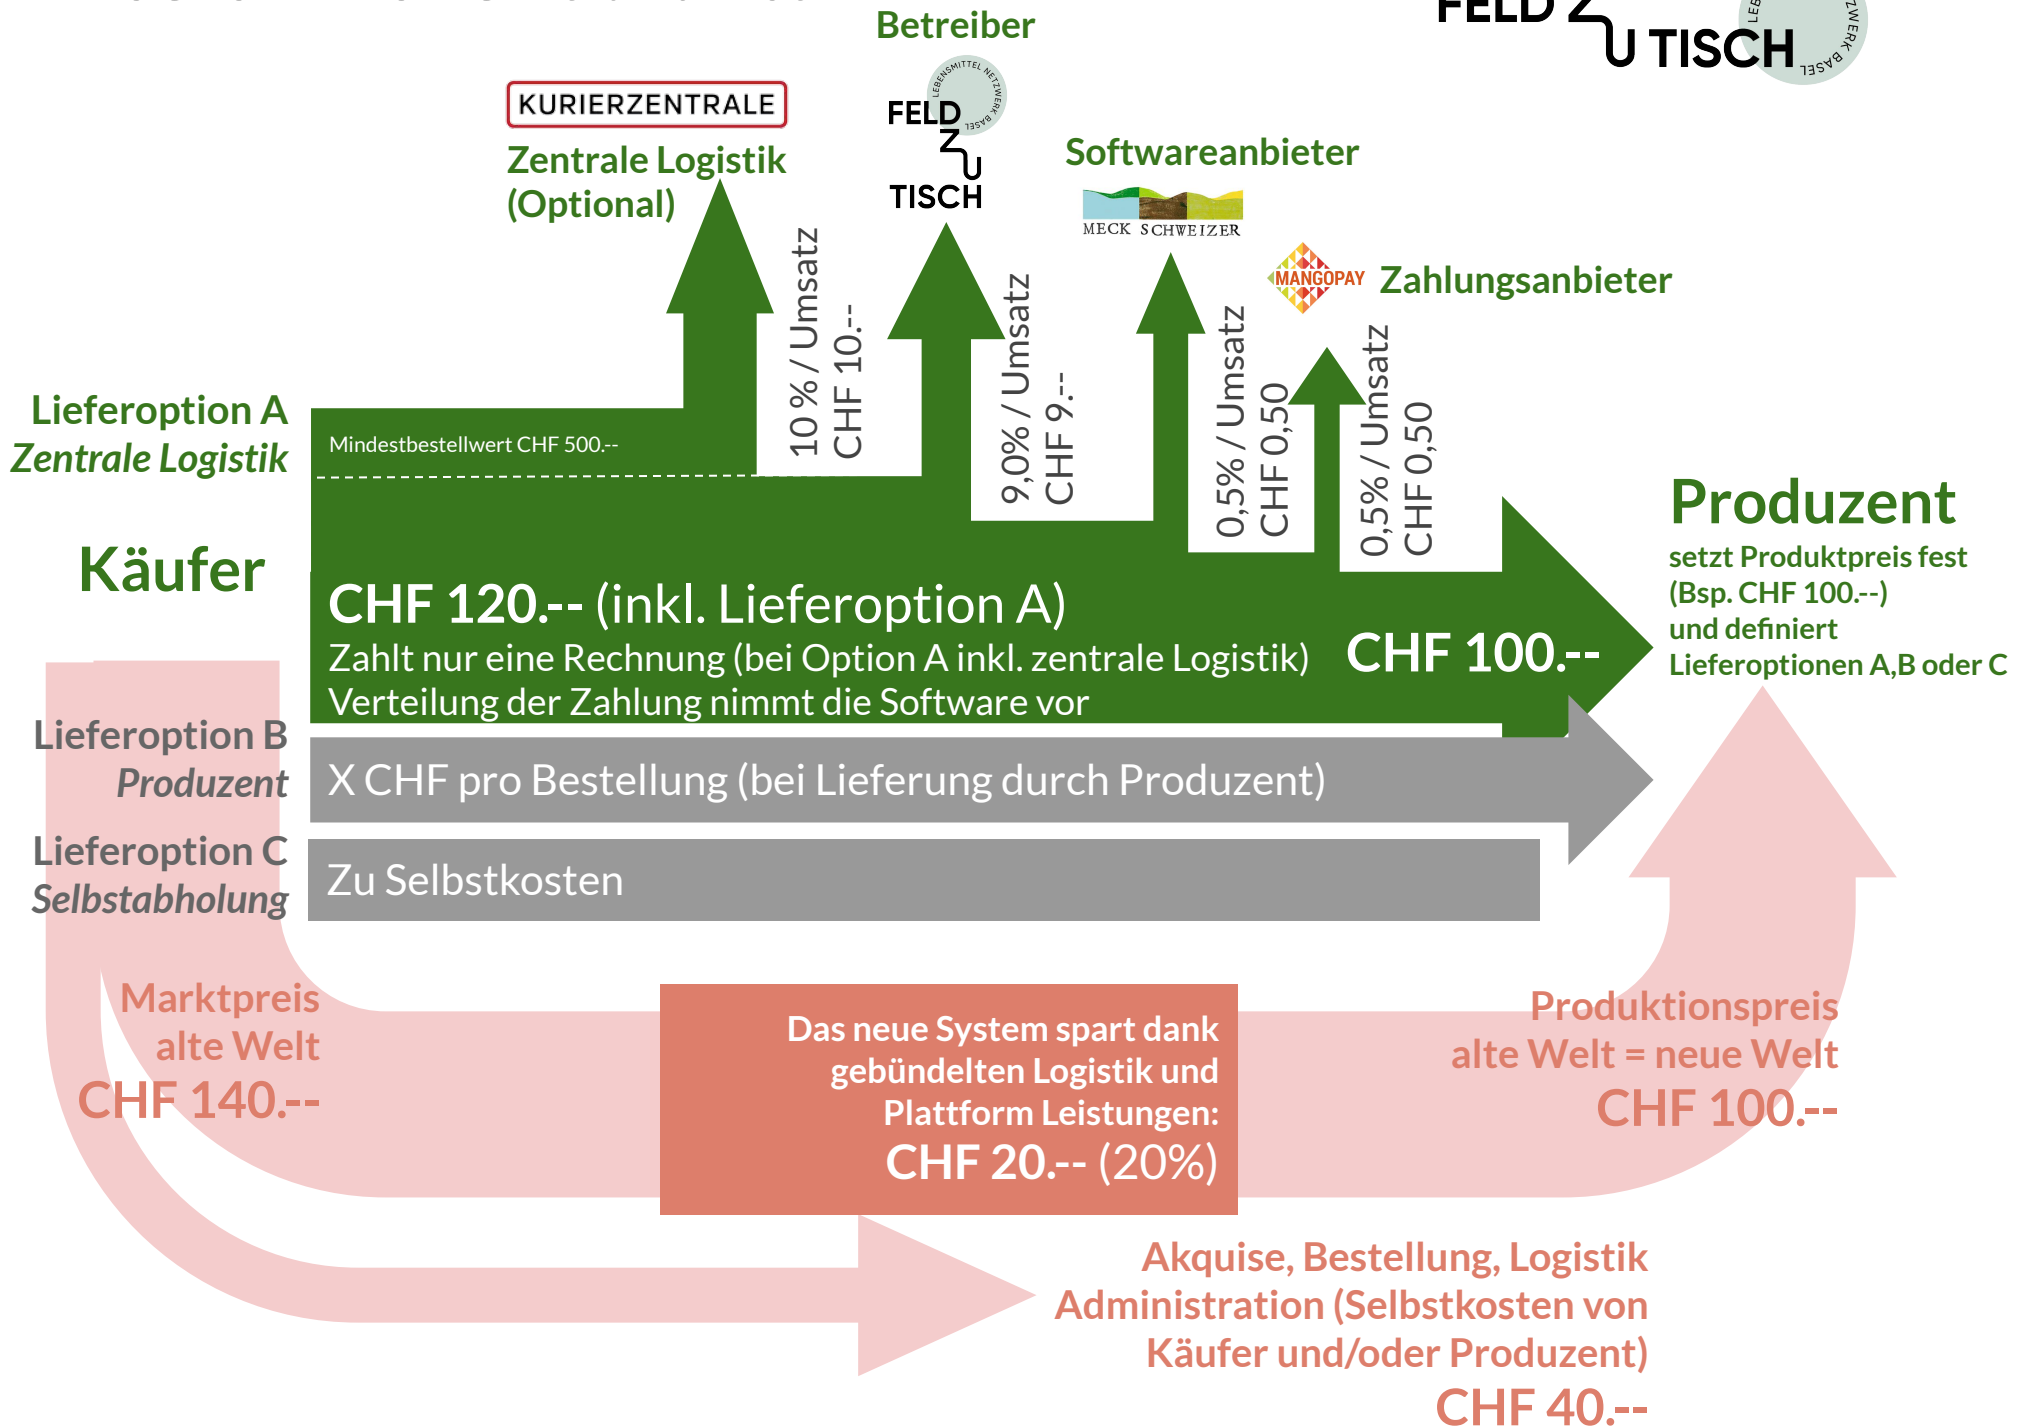 Betreiber
FELD Z
U TISCH
LEBENSMITTEL NETZWERK BASEL
FELD
Z
U
TISCH
KURIERZENTRALE
Zentrale Logistik
(Optional)
Softwareanbieter
MECK SCHWEIZER
MANGOPAY
Zahlungsanbieter
10 % / Umsatz
CHF 10.--
9,0% / Umsatz
CHF 9.--
0,5% / Umsatz
CHF 0,50
0,5% / Umsatz
CHF 0,50
Lieferoption A
Zentrale Logistik
Mindestbestellwert CHF 500.--
Käufer
CHF 120.-- (inkl. Lieferoption A)
Zahlt nur eine Rechnung (bei Option A inkl. zentrale Logistik)
Verteilung der Zahlung nimmt die Software vor
CHF 100.--
Produzent
setzt Produktpreis fest
(Bsp. CHF 100.--)
und definiert
Lieferoptionen A,B oder C
Lieferoption B
Produzent
X CHF pro Bestellung (bei Lieferung durch Produzent)
Lieferoption C
Selbstabholung
Zu Selbstkosten
Marktpreis
alte Welt
CHF 140.--
Das neue System spart dank
gebündelten Logistik und
Plattform Leistungen:
CHF 20.-- (20%)
Produktionspreis
alte Welt = neue Welt
CHF 100.--
Akquise, Bestellung, Logistik
Administration (Selbstkosten von
Käufer und/oder Produzent)
CHF 40.--